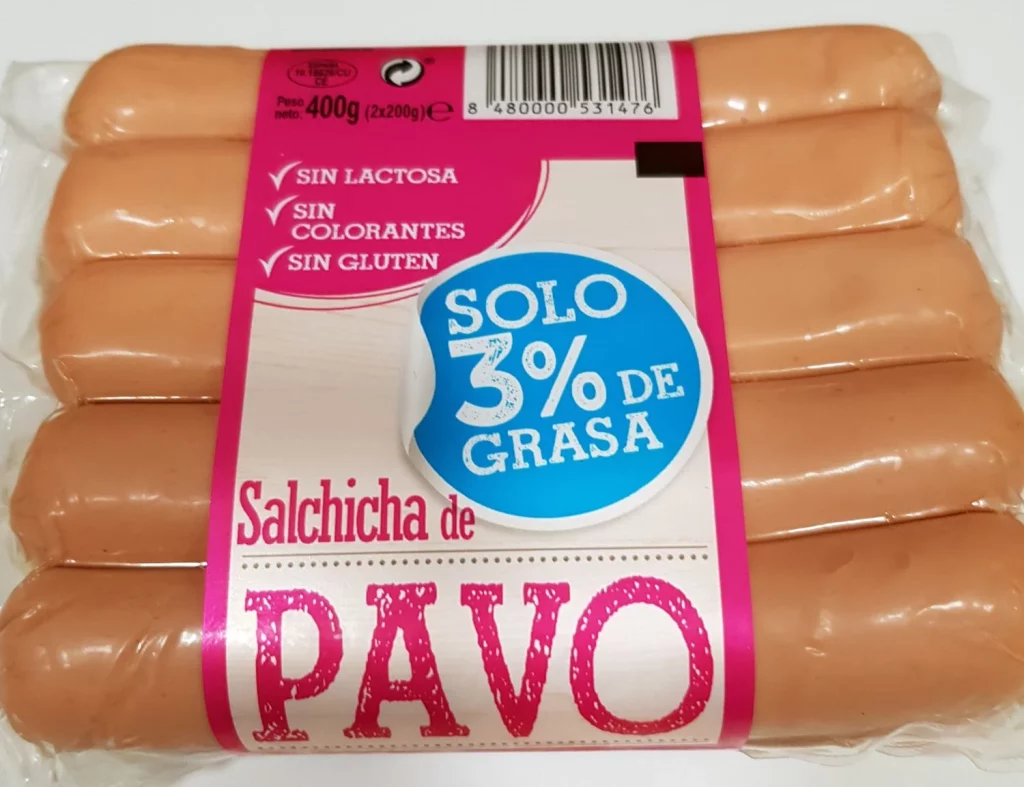 CE
Peso neto: 400g (2x200g) e
8 480000 531476
SIN LACTOSA
SIN
COLORANTES
SIN GLUTEN
SOLO
3% DE
GRASA
Salchicha de
PAVO